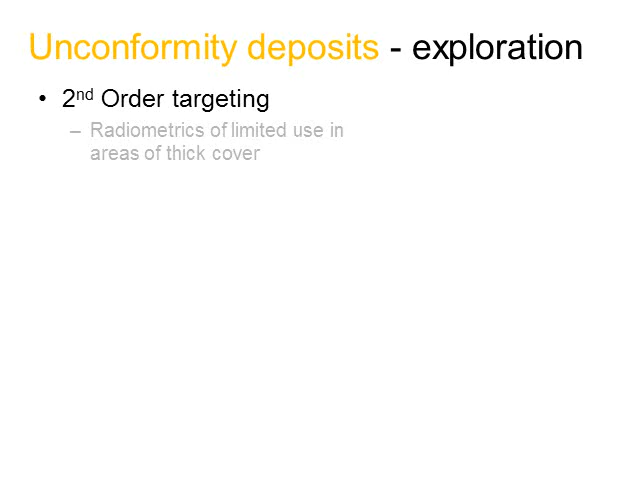 Unconformity deposits - exploration
• 2nd Order targeting
– Radiometrics of limited use in
areas of thick cover